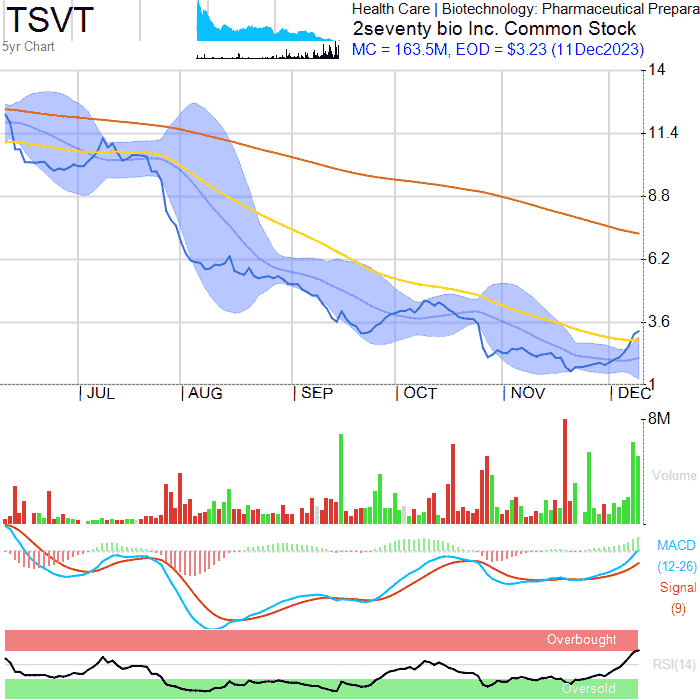 TSVT
5yr Chart
Health Care | Biotechnology: Pharmaceutical Prepara
2seventy bio Inc. Common Stock
MC = 163.5M, EOD = $3.23 (11Dec2023)
14
11.4
8.8
6.2
3.6
1
JUL AUG SEP OCT NOV DEC
8M
Volume
MACD
(12-26)
Signal
(9)
Overbought
RSI(14)
Oversold